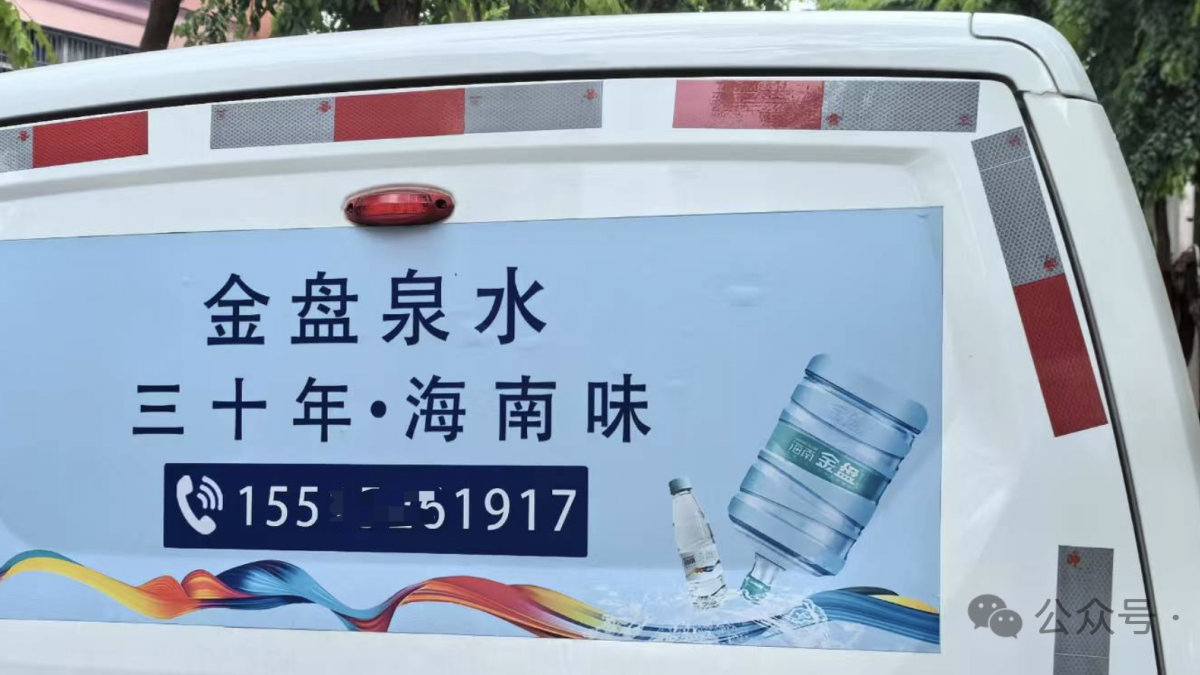 金盘泉水
三十年·海南味
155
51917
海南 金盘
公众号·